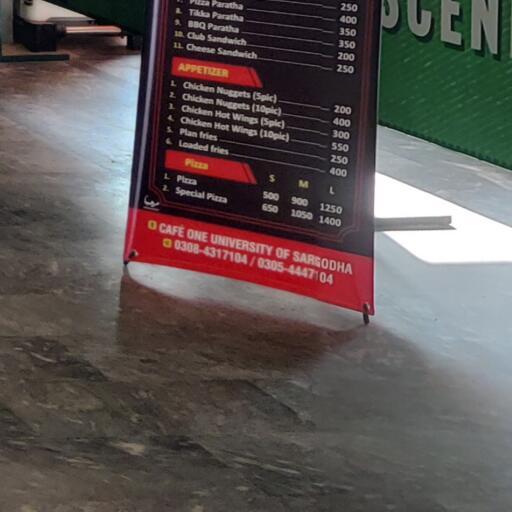 7. Pizza Paratha 250
8. Tikka Paratha 400
9. BBQ Paratha 350
10. Club Sandwich 350
11. Cheese Sandwich 200
250
APPETIZER
1. Chicken Nuggets (5pic) 200
2. Chicken Nuggets (10pic) 400
3. Chicken Hot Wings (5pic) 300
4. Chicken Hot Wings (10pic) 550
5. Plan fries 250
6. Loaded fries 400
Pizza S M L
1. Pizza 500 900 1250
2. Special Pizza 650 1050 1400
CAFÉ ONE UNIVERSITY OF SARGODHA
0308-4317104 / 0305-4447104
SCEN